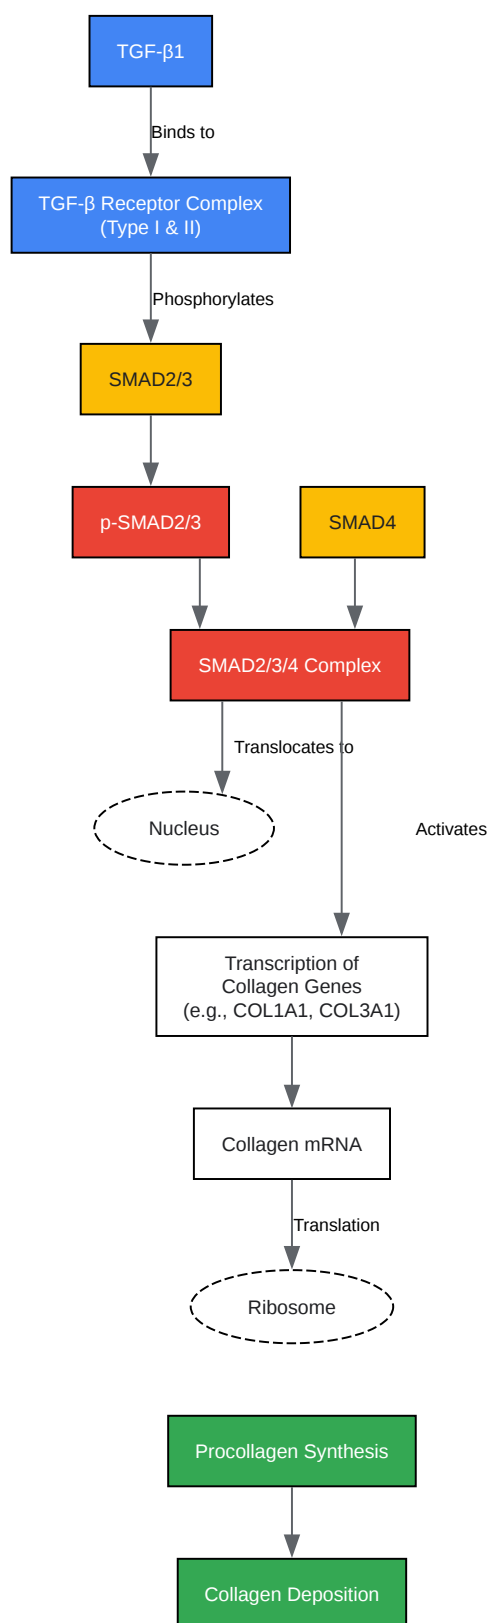 TGF-β1
Binds to
TGF-β Receptor Complex
(Type I & II)
Phosphorylates
SMAD2/3
p-SMAD2/3
SMAD4
SMAD2/3/4 Complex
Translocates to
Nucleus
Activates
Transcription of
Collagen Genes
(e.g., COL1A1, COL3A1)
Collagen mRNA
Translation
Ribosome
Procollagen Synthesis
Collagen Deposition